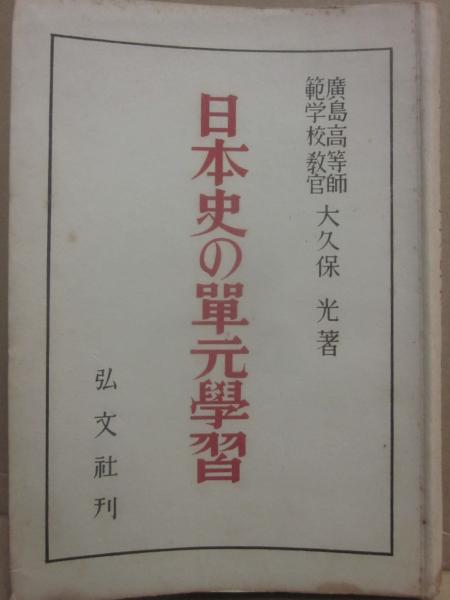 廣島高等師
範学校教官
大久保光著
日本史の單元學習
弘文社刊